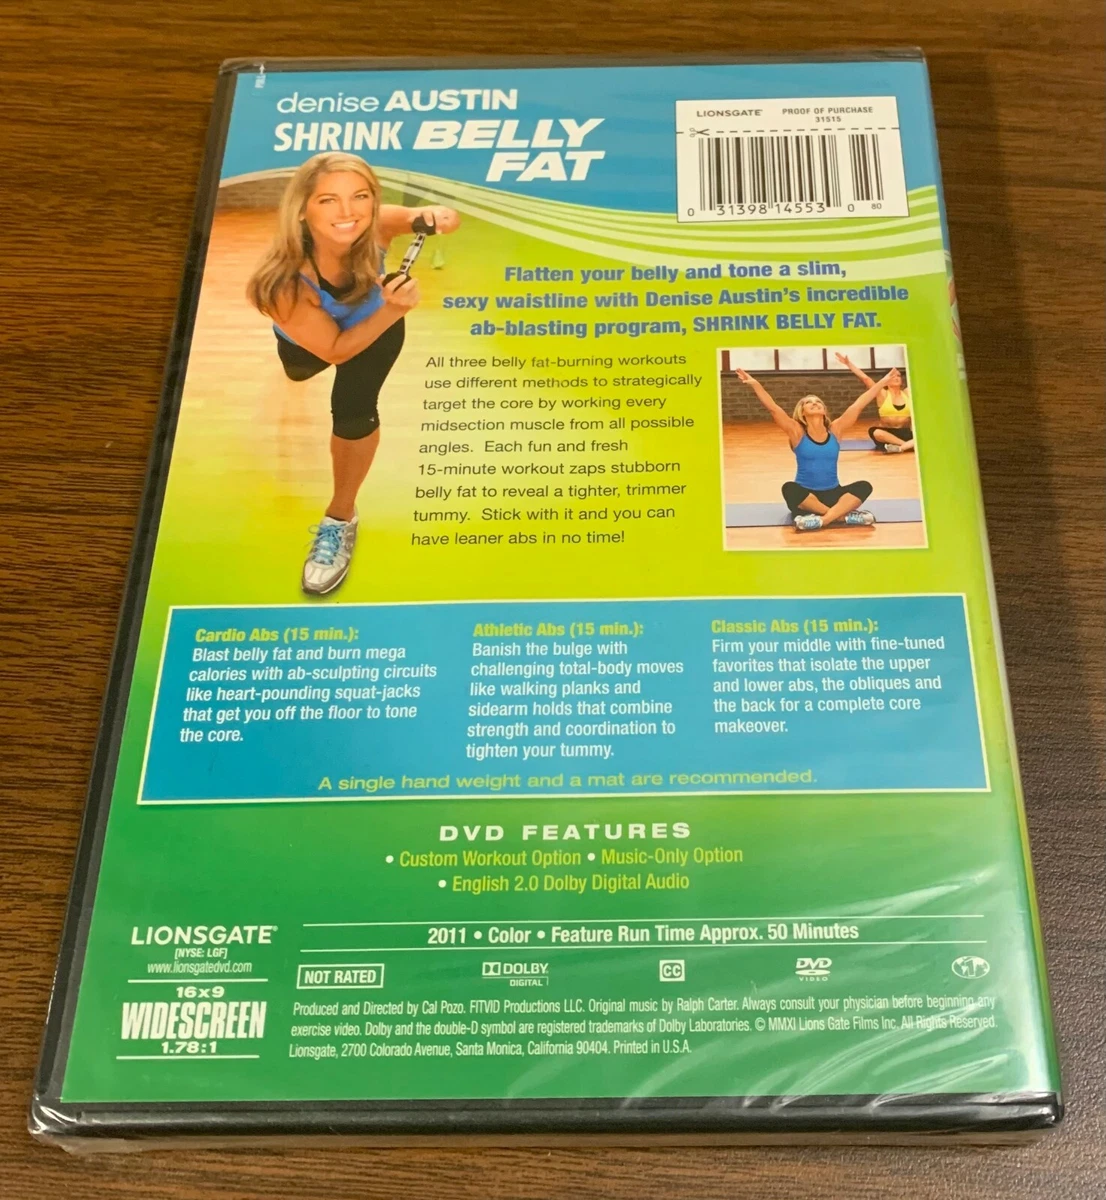 PULL
denise AUSTIN
SHRINK BELLY
FAT
LIONSGATE PROOF OF PURCHASE
31515
0 31398 14553 0 80
Flatten your belly and tone a slim,
sexy waistline with Denise Austin's incredible
ab-blasting program, SHRINK BELLY FAT.
All three belly fat-burning workouts
use different methods to strategically
target the core by working every
midsection muscle from all possible
angles. Each fun and fresh
15-minute workout zaps stubborn
belly fat to reveal a tighter, trimmer
tummy. Stick with it and you can
have leaner abs in no time!
Cardio Abs (15 min.):
Blast belly fat and burn mega
calories with ab-sculpting circuits
like heart-pounding squat-jacks
that get you off the floor to tone
the core.
Athletic Abs (15 min.):
Banish the bulge with
challenging total-body moves
like walking planks and
sidearm holds that combine
strength and coordination to
tighten your tummy.
Classic Abs (15 min.):
Firm your middle with fine-tuned
favorites that isolate the upper
and lower abs, the obliques and
the back for a complete core
makeover.
A single hand weight and a mat are recommended.
DVD FEATURES
• Custom Workout Option • Music-Only Option
• English 2.0 Dolby Digital Audio
LIONSGATE®
[NYSE: LGF]
www.lionsgatedvd.com
16x9
WIDESCREEN
1.78:1
2011 • Color • Feature Run Time Approx. 50 Minutes
NOT RATED
DOLBY
DIGITAL
CC
DVD
VIDEO
Produced and Directed by Cal Pozo. FITVID Productions LLC. Original music by Ralph Carter. Always consult your physician before beginning any
exercise video. Dolby and the double-D symbol are registered trademarks of Dolby Laboratories. © MMXI Lions Gate Films Inc. All Rights Reserved.
Lionsgate, 2700 Colorado Avenue, Santa Monica, California 90404. Printed in U.S.A.